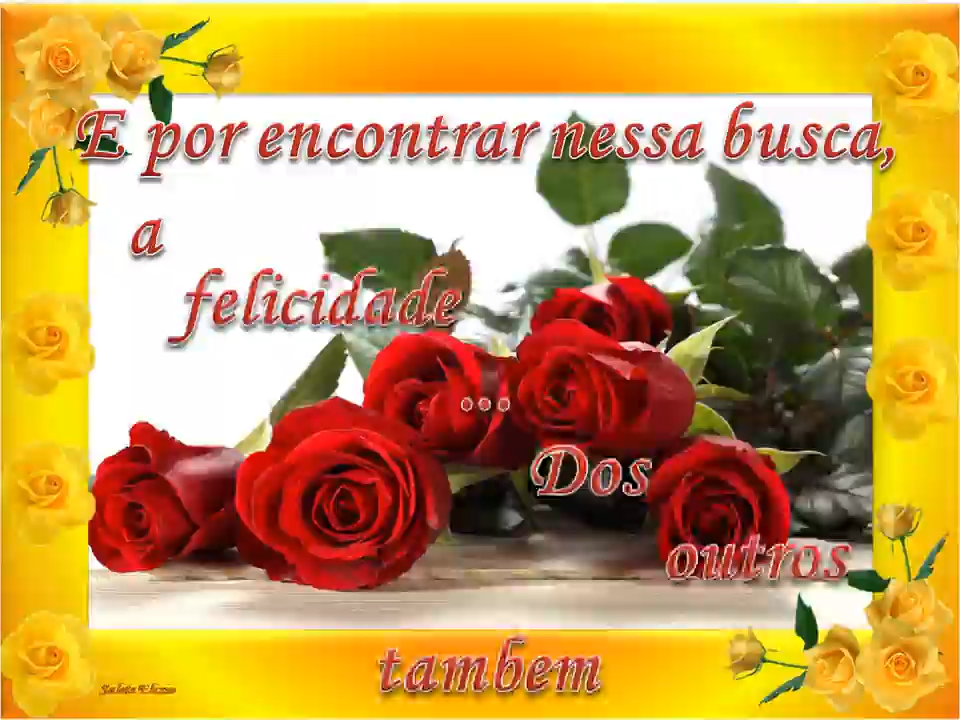 E por encontrar nessa busca,
a
felicidade
...
Dos
outros
tambem